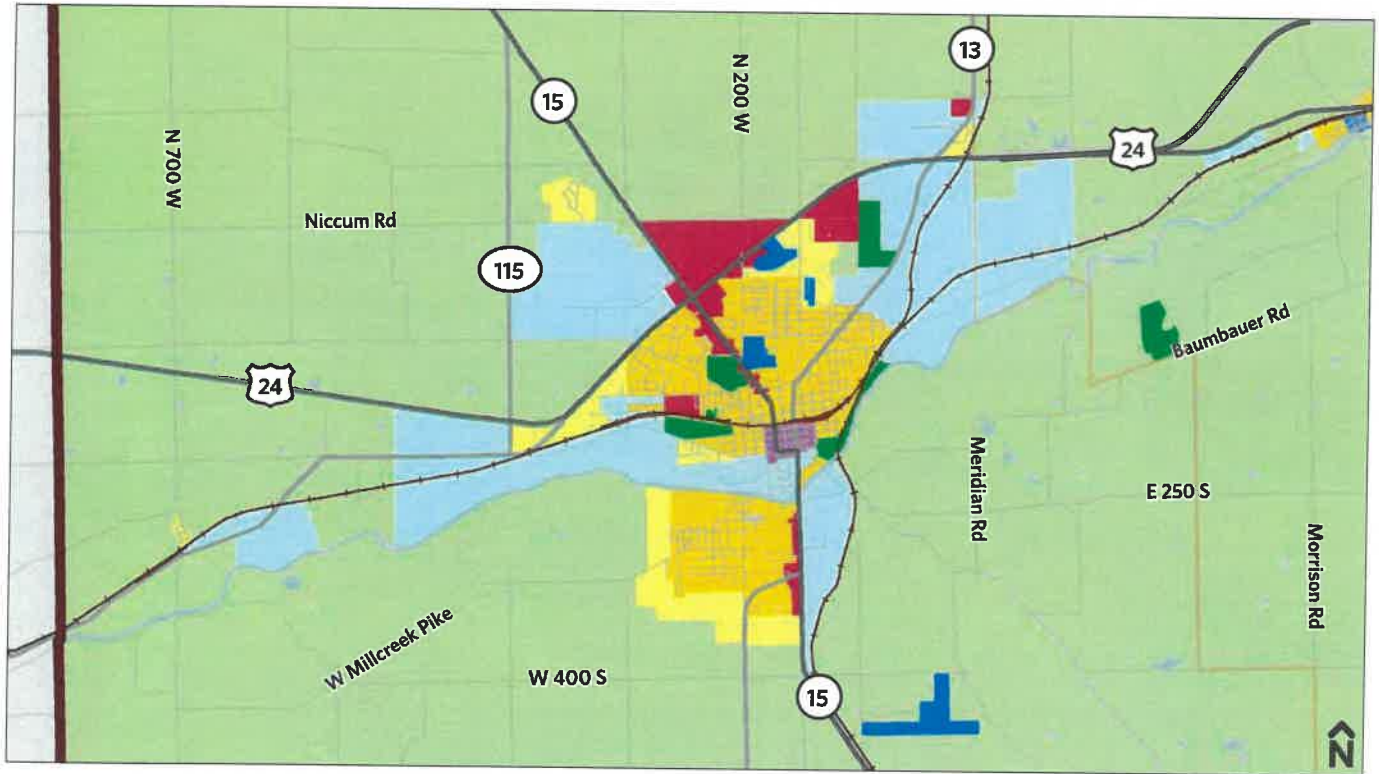 13
15
N 200 W
24
N 700 W
Niccum Rd
115
Baumbauer Rd
24
Meridian Rd
E 250 S
Morrison Rd
W Millcreek Pike
W 400 S
15
N